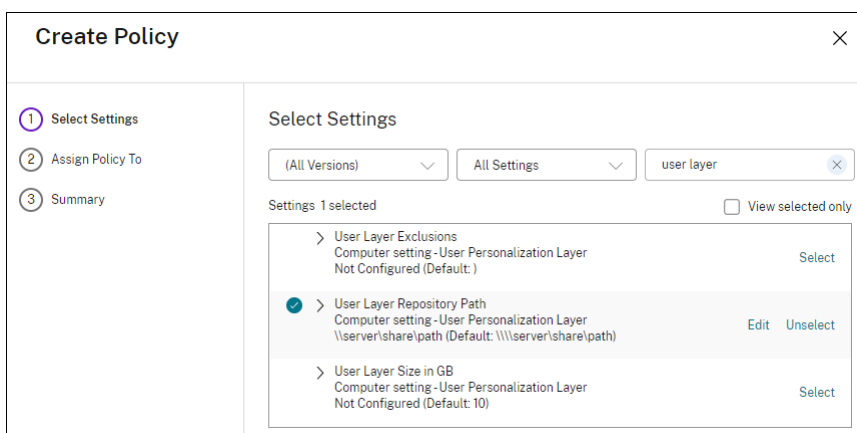 Create Policy
1 Select Settings
2 Assign Policy To
3 Summary
Select Settings
(All Versions) All Settings user layer
Settings 1 selected View selected only
User Layer Exclusions
Computer setting - User Personalization Layer
Not Configured (Default: )
Select
User Layer Repository Path
Computer setting - User Personalization Layer
\\server\share\path (Default: \\\\server\share\path)
Edit Unselect
User Layer Size in GB
Computer setting - User Personalization Layer
Not Configured (Default: 10)
Select